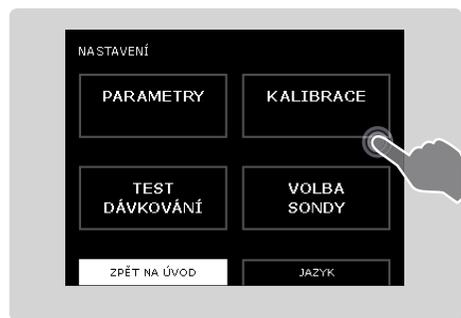 NASTAVENÍ
PARAMETRY
KALIBRACE
TEST
DÁVKOVÁNÍ
VOLBA
SONDY
ZPĚT NA ÚVOD
JAZYK